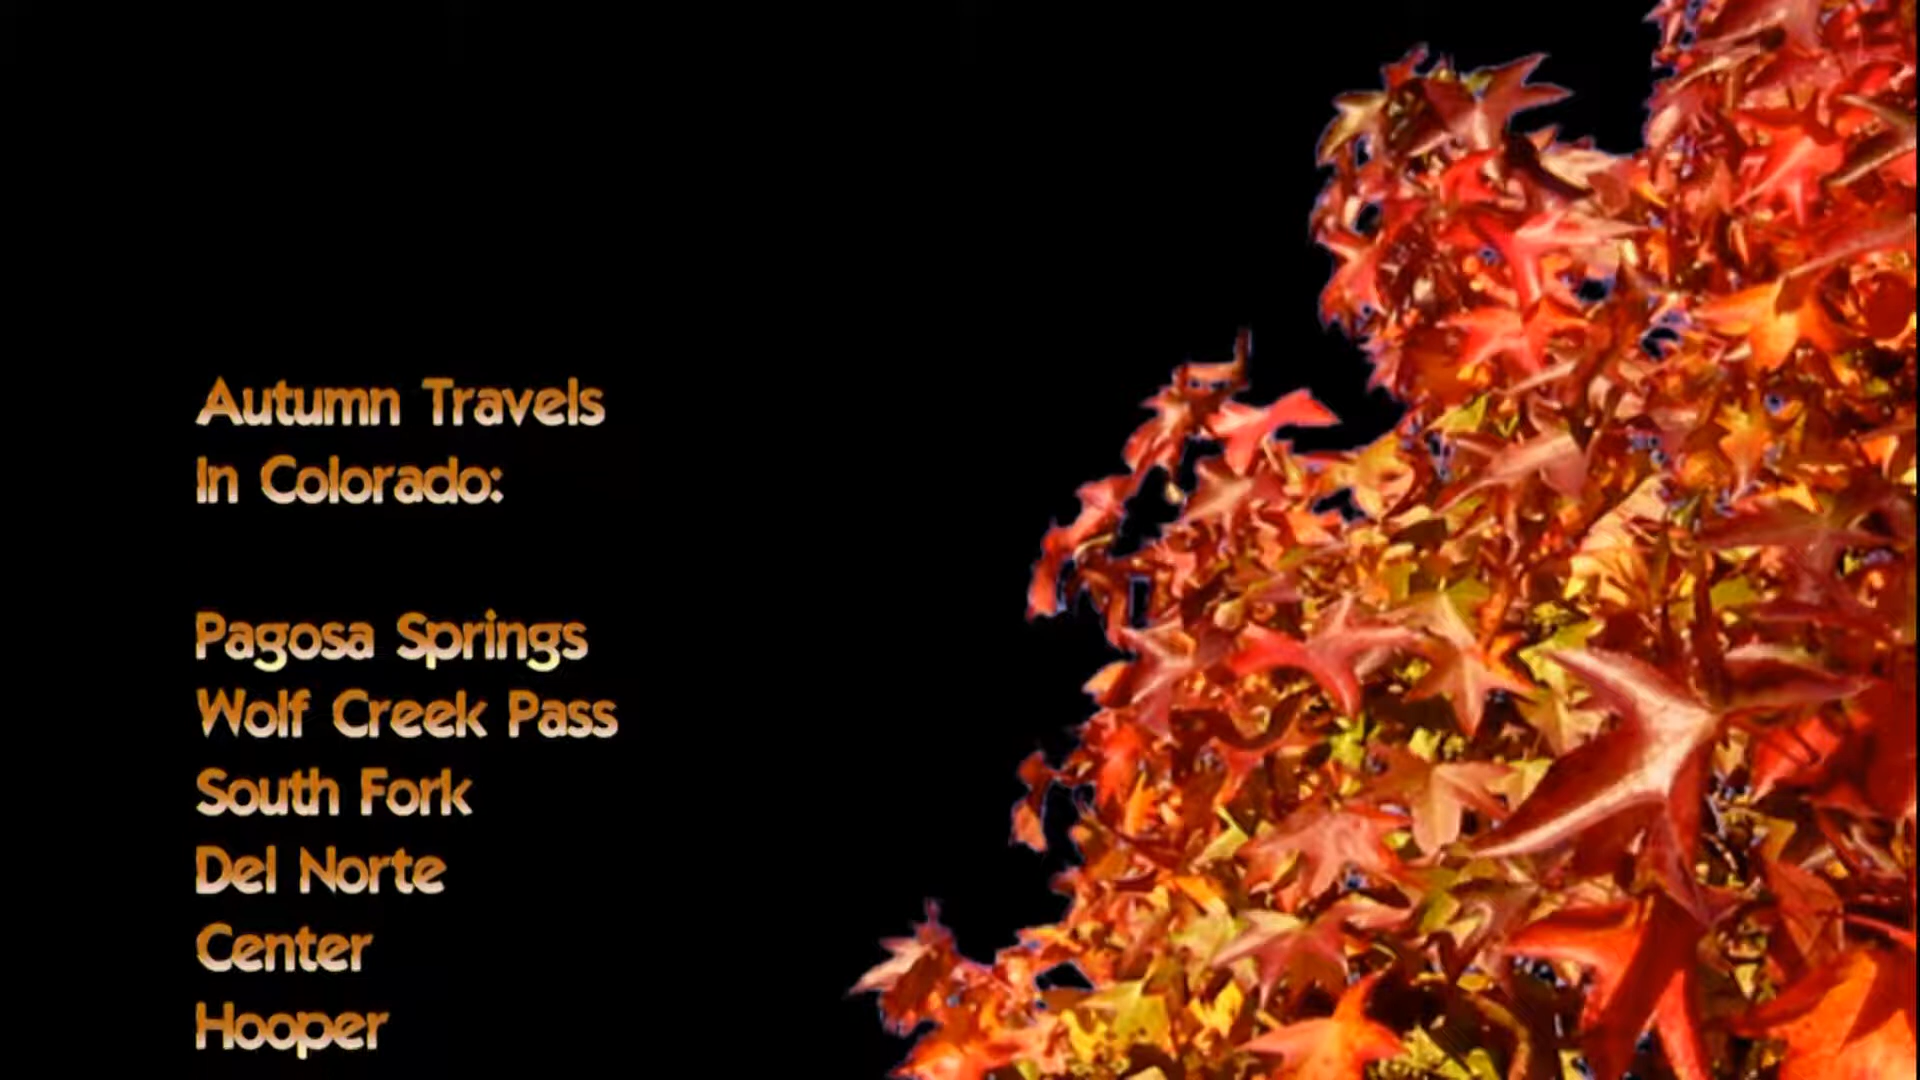 Autumn Travels
In Colorado:
Pagosa Springs
Wolf Creek Pass
South Fork
Del Norte
Center
Hooper